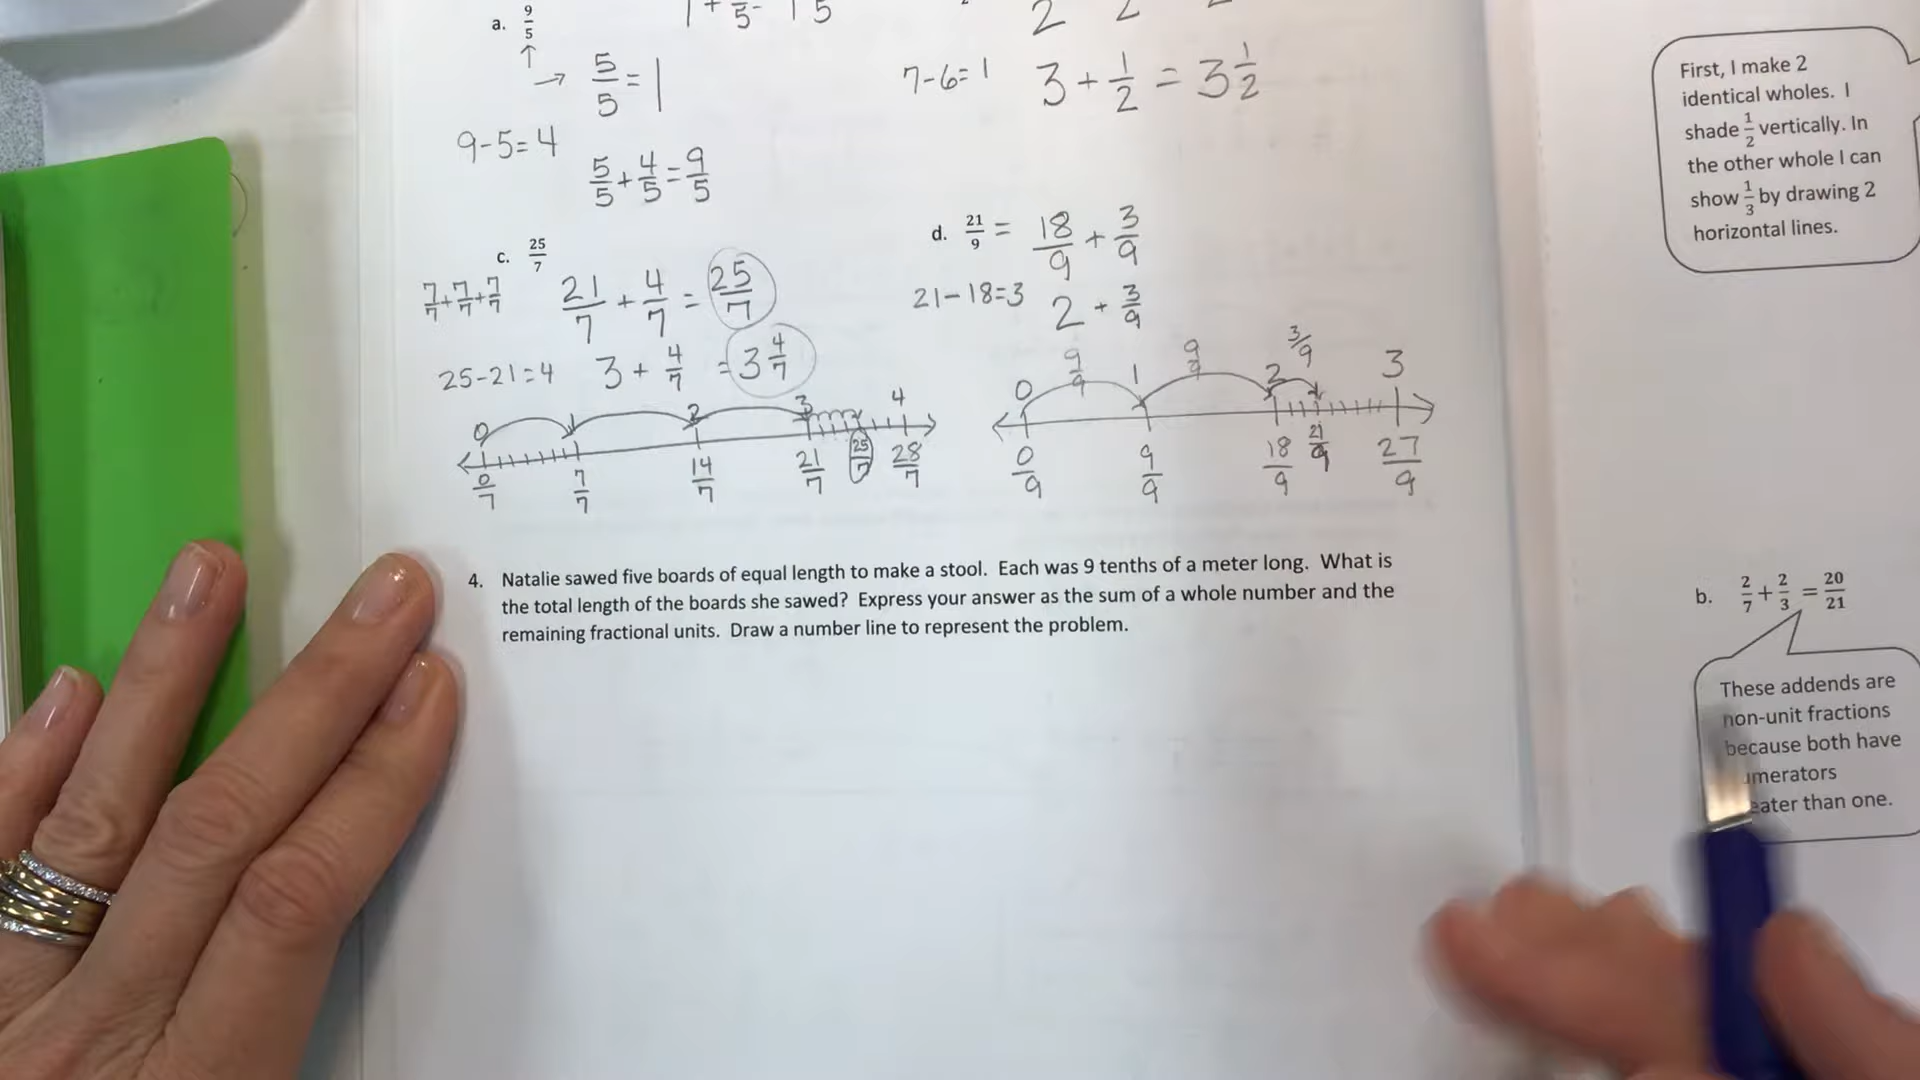 a. 9/5
5/5 = 1
9-5=4
5/5 + 4/5 = 9/5
7-6=1
3 + 1/2 = 3 1/2
c. 25/7
7/7 + 7/7 + 7/7
21/7 + 4/7 = 25/7
25-21=4
3 + 4/7 = 3 4/7
0 1 2 3 4
0/7 7/7 14/7 21/7 25/7 28/7
d. 21/9 = 18/9 + 3/9
21-18=3
2 + 3/9
9/9 9/9 3/9
0 1 2 3
0/9 9/9 18/9 21/9 27/9
4. Natalie sawed five boards of equal length to make a stool. Each was 9 tenths of a meter long. What is
the total length of the boards she sawed? Express your answer as the sum of a whole number and the
remaining fractional units. Draw a number line to represent the problem.
First, I make 2
identical wholes. I
shade 1/2 vertically. In
the other whole I can
show 1/3 by drawing 2
horizontal lines.
b. 2/7 + 2/3 = 20/21
These addends are
non-unit fractions
because both have
than one.